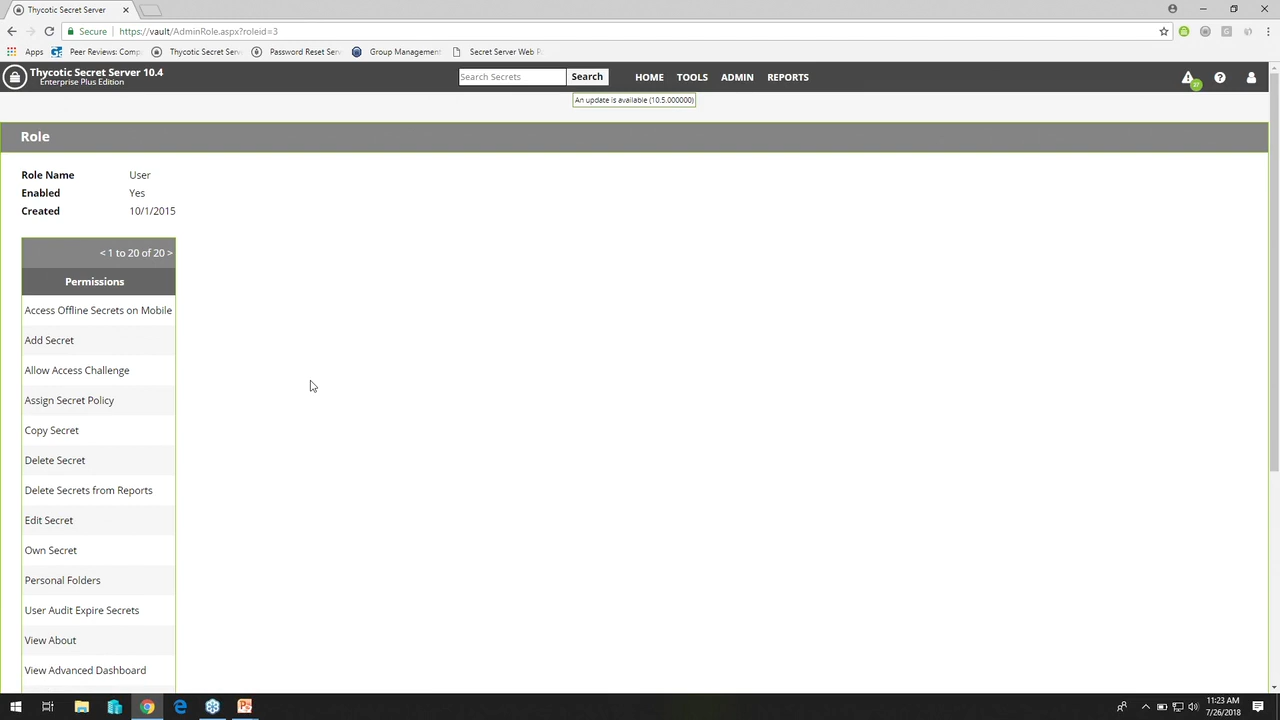 Thycotic Secret Server
Secure
https://vault/AdminRole.aspx?roleid=3
Apps
Peer Reviews: Comp
Thycotic Secret Serv
Password Reset Serv
Group Management
Secret Server Web Po
Thycotic Secret Server 10.4
Enterprise Plus Edition
Search Secrets
Search
HOME
TOOLS
ADMIN
REPORTS
An update is available (10.5.000000)
Role
Role Name User
Enabled Yes
Created 10/1/2015
< 1 to 20 of 20 >
Permissions
Access Offline Secrets on Mobile
Add Secret
Allow Access Challenge
Assign Secret Policy
Copy Secret
Delete Secret
Delete Secrets from Reports
Edit Secret
Own Secret
Personal Folders
User Audit Expire Secrets
View About
View Advanced Dashboard
11:23 AM
7/26/2018